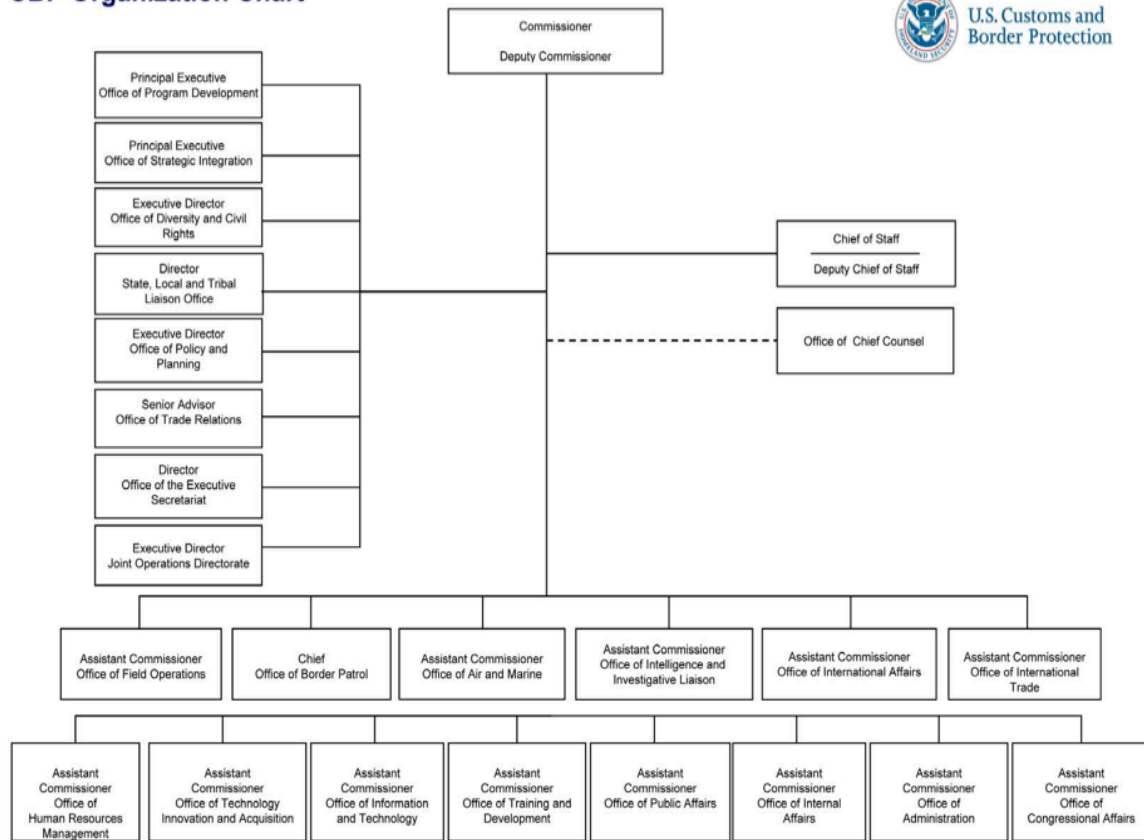 CBP Organization Chart
U.S. Customs and
Border Protection
Commissioner
Deputy Commissioner
Principal Executive
Office of Program Development
Principal Executive
Office of Strategic Integration
Executive Director
Office of Diversity and Civil
Rights
Director
State, Local and Tribal
Liaison Office
Executive Director
Office of Policy and
Planning
Senior Advisor
Office of Trade Relations
Director
Office of the Executive
Secretariat
Executive Director
Joint Operations Directorate
Chief of Staff
Deputy Chief of Staff
Office of Chief Counsel
Assistant Commissioner
Office of Field Operations
Chief
Office of Border Patrol
Assistant Commissioner
Office of Air and Marine
Assistant Commissioner
Office of Intelligence and
Investigative Liaison
Assistant Commissioner
Office of International Affairs
Assistant Commissioner
Office of International
Trade
Assistant
Commissioner
Office of
Human Resources
Management
Assistant
Commissioner
Office of Technology
Innovation and Acquisition
Assistant
Commissioner
Office of Information
and Technology
Assistant
Commissioner
Office of Training and
Development
Assistant
Commissioner
Office of Public Affairs
Assistant
Commissioner
Office of Internal
Affairs
Assistant
Commissioner
Office of
Administration
Assistant
Commissioner
Office of
Congressional Affairs